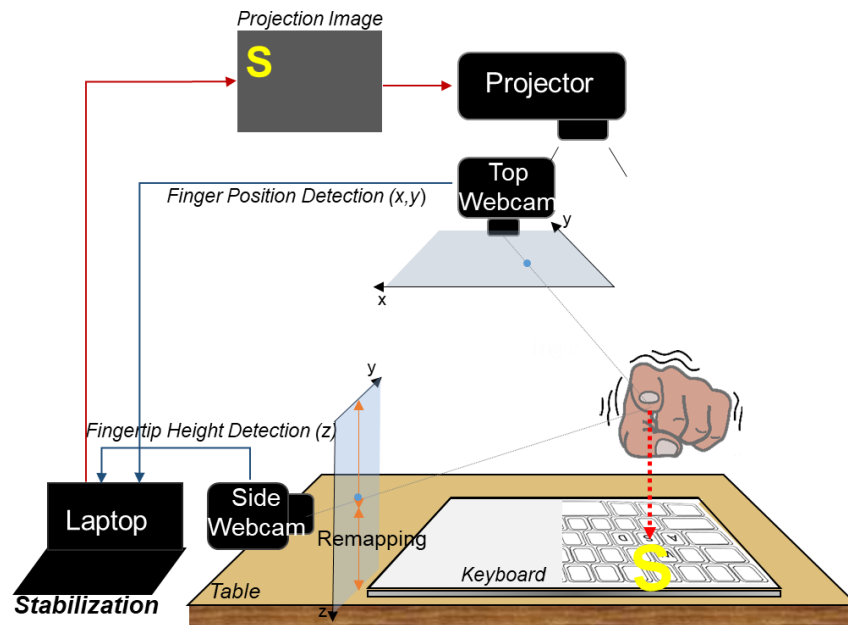 Projection Image
S
Projector
Top
Webcam
Finger Position Detection (x,y)
y
x
y
Fingertip Height Detection (z)
Laptop
Side
Webcam
Remapping
A
S
D
S
Keyboard
Table
z
Stabilization